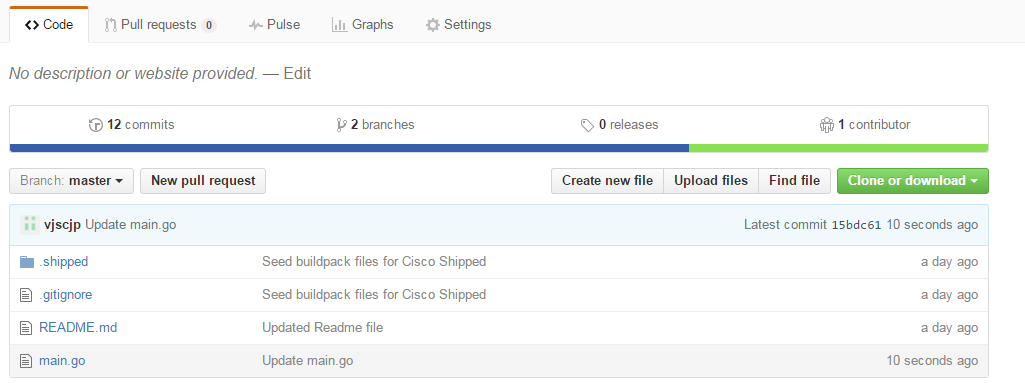 Code Pull requests 0 Pulse Graphs Settings
No description or website provided. — Edit
12 commits 2 branches 0 releases 1 contributor
Branch: master New pull request Create new file Upload files Find file Clone or download
vjscjp Update main.go Latest commit 15bdc61 10 seconds ago
.shipped Seed buildpack files for Cisco Shipped a day ago
.gitignore Seed buildpack files for Cisco Shipped a day ago
README.md Updated Readme file a day ago
main.go Update main.go 10 seconds ago